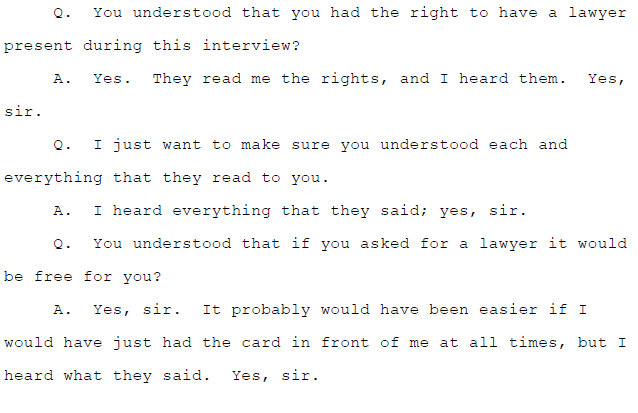 Q. You understood that you had the right to have a lawyer
present during this interview?
A. Yes. They read me the rights, and I heard them. Yes,
sir.
Q. I just want to make sure you understood each and
everything that they read to you.
A. I heard everything that they said; yes, sir.
Q. You understood that if you asked for a lawyer it would
be free for you?
A. Yes, sir. It probably would have been easier if I
would have just had the card in front of me at all times, but I
heard what they said. Yes, sir.